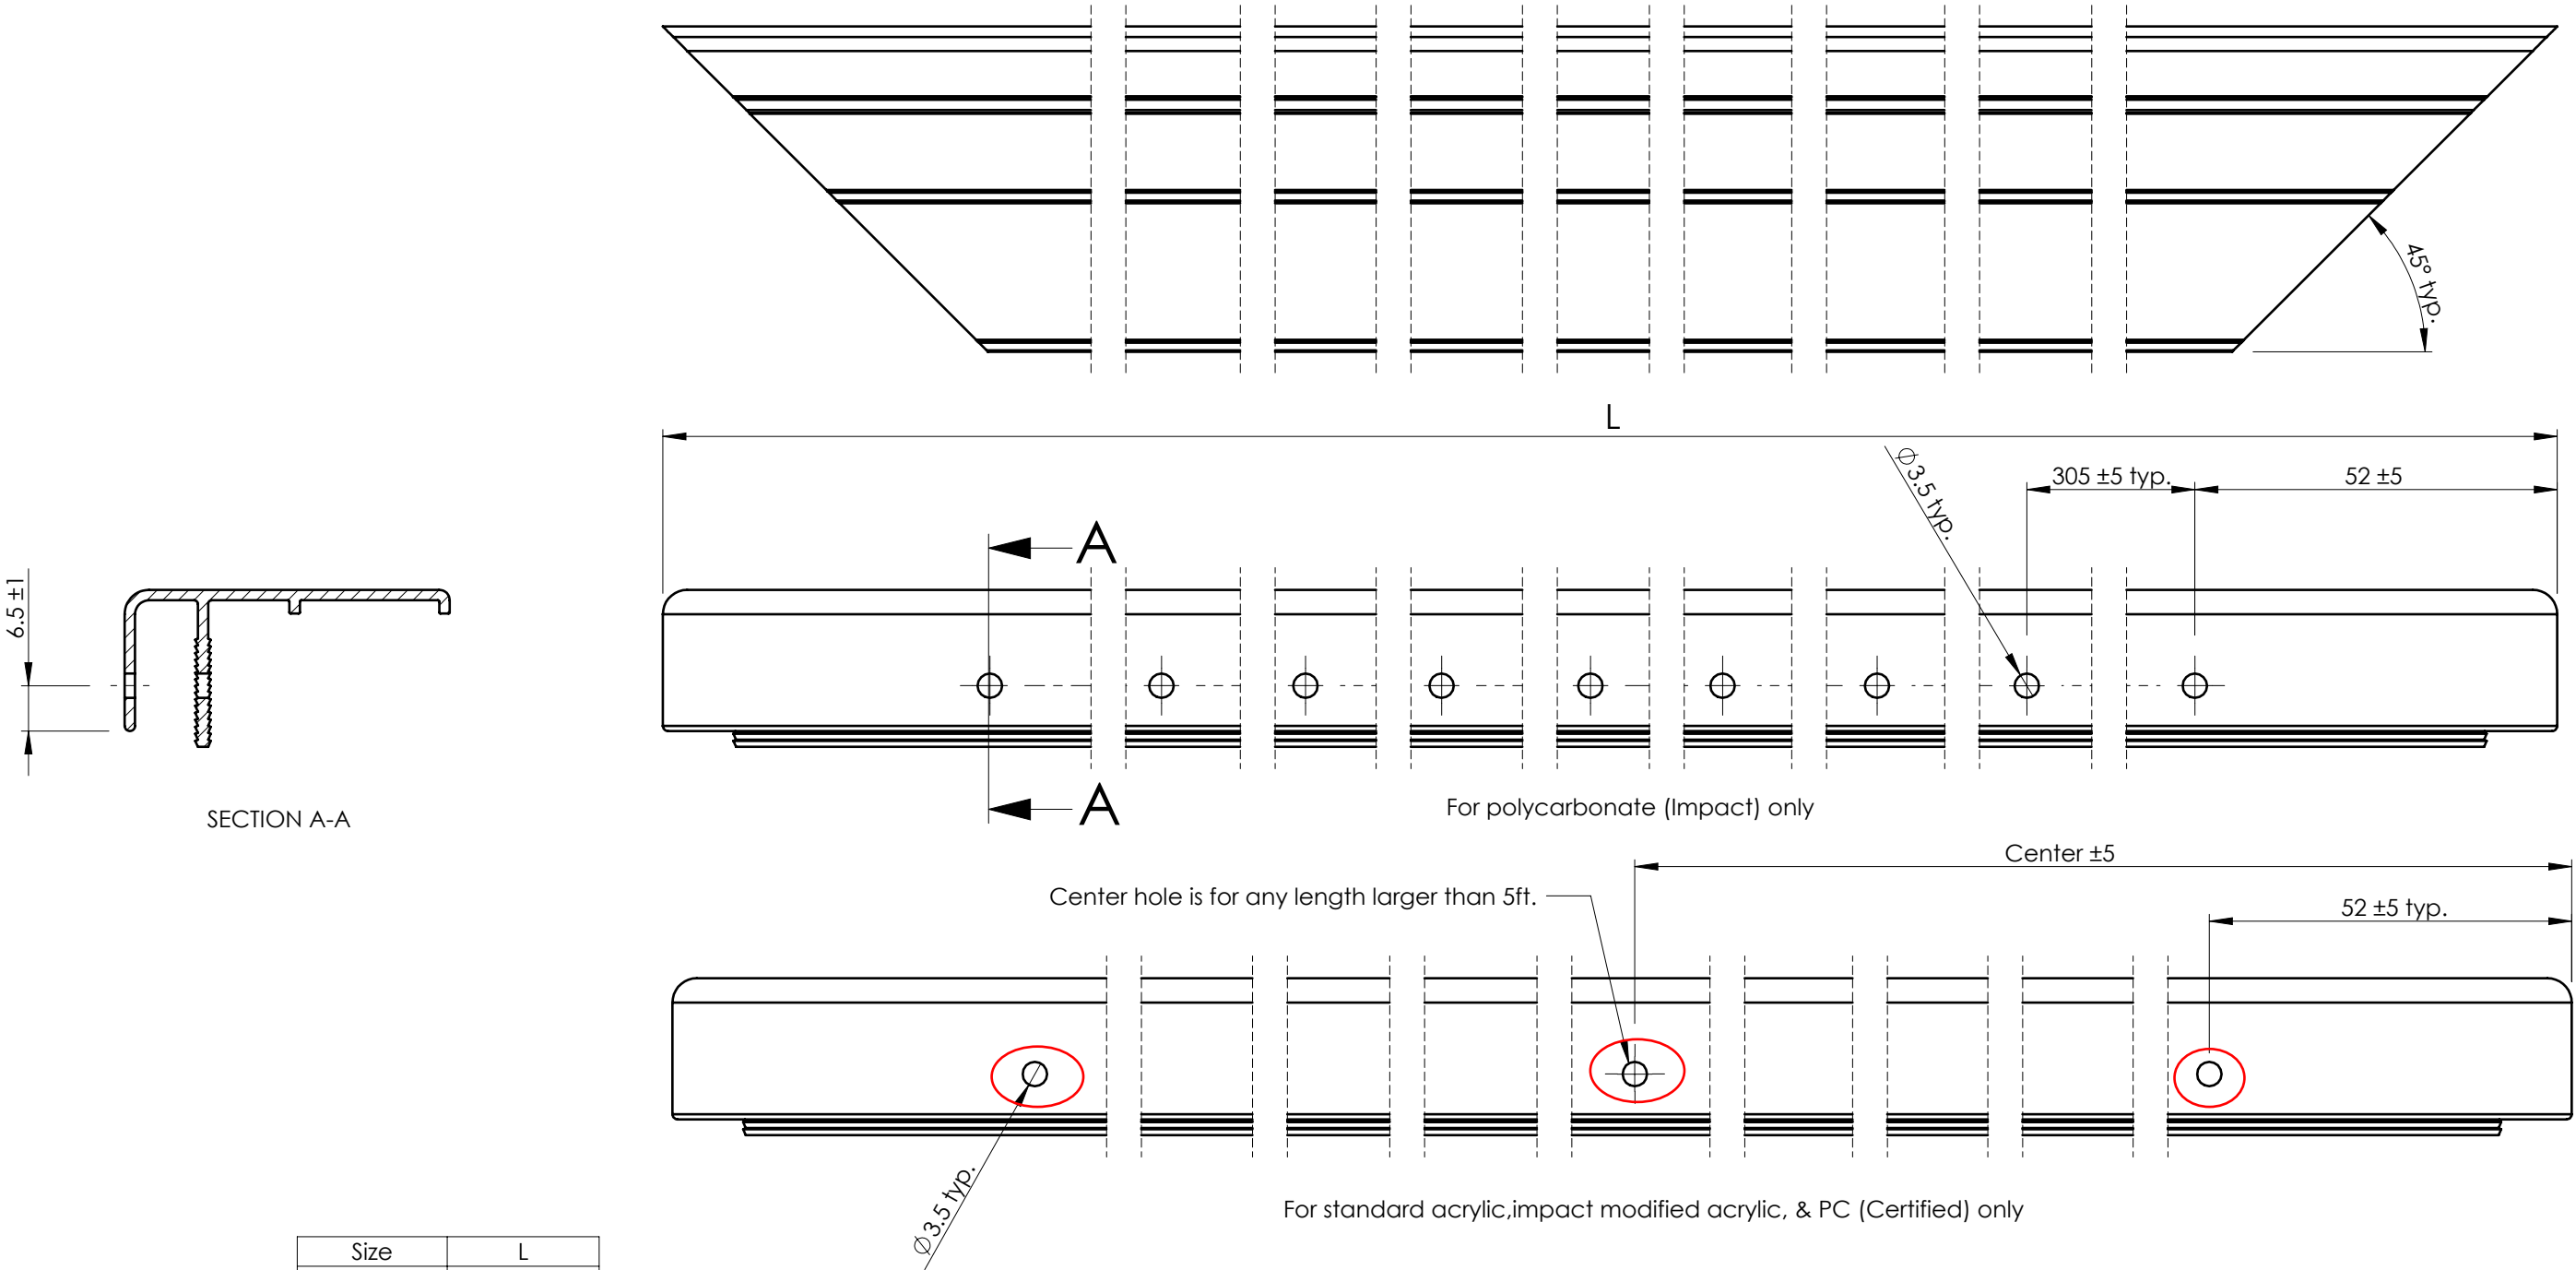 45° typ.
L
Ø3.5 typ.
305 ±5 typ.
52 ±5
A
6.5 ±1
A
SECTION A-A
For polycarbonate (Impact) only
Center ±5
Center hole is for any length larger than 5ft.
52 ±5 typ.
Ø3.5 typ.
For standard acrylic,impact modified acrylic, & PC (Certified) only
Size L